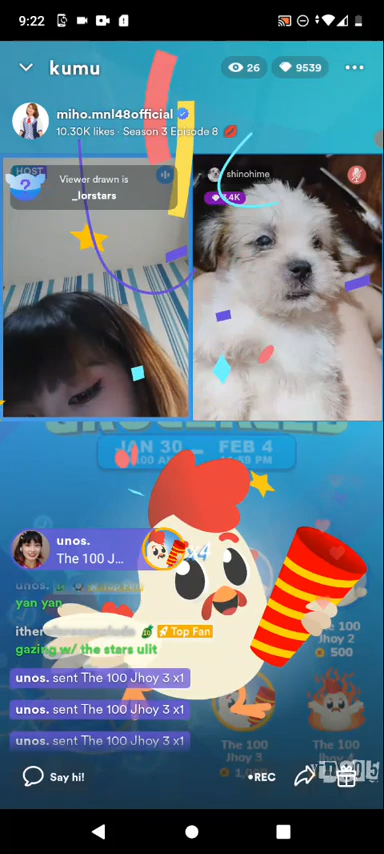 9:22
kumu
26
9539
miho.mnl48official
10.30K likes · Season 3 Episode 8
HOST
Viewer drawn is
_lorstars
shinohime
JAN 30 – FEB 4
unos.
The 100 J...
x4
unos.
yan yan
Top Fan
gazing w/ the stars ulit
unos. sent The 100 Jhoy 3 x1
unos. sent The 100 Jhoy 3 x1
unos. sent The 100 Jhoy 3 x1
Jhoy 2
500
The 100
Jhoy 3
The 100
Say hi!
•REC